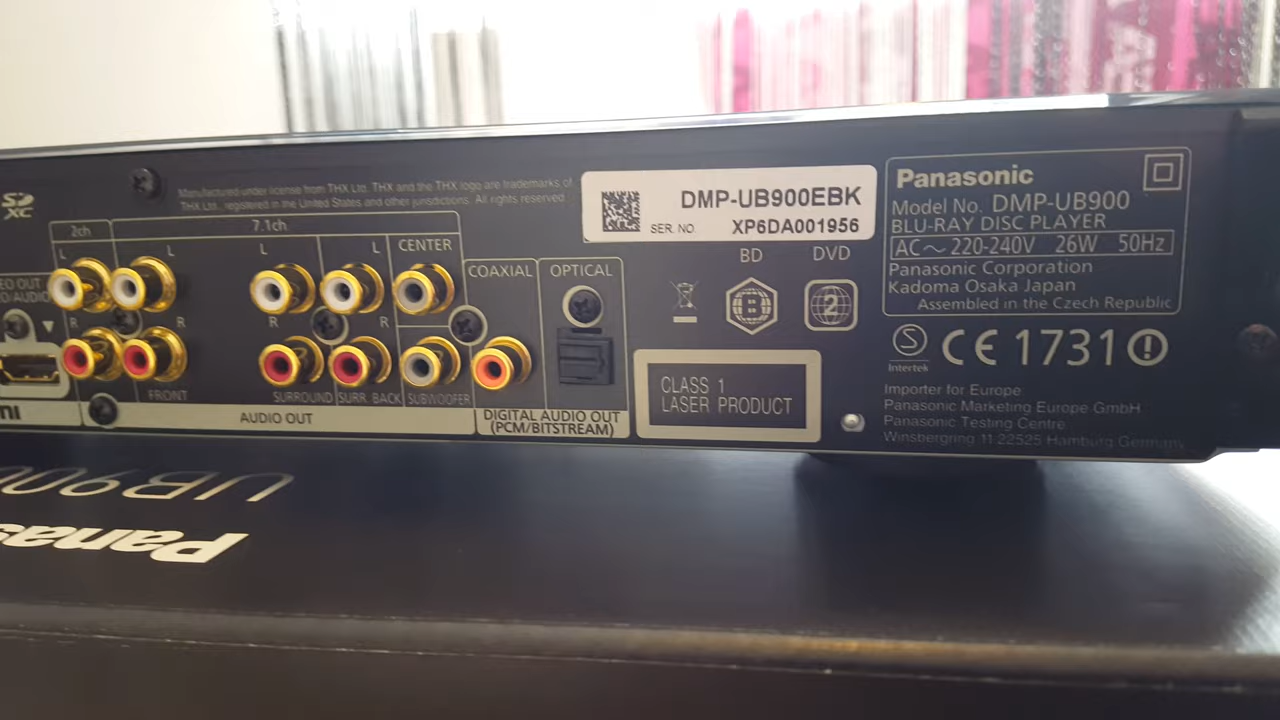 SD
XC
Manufactured under license from THX Ltd. THX and the THX logo are trademarks of
THX Ltd., registered in the United States and other jurisdictions. All rights reserved.
2ch
7.1ch
L
L
L
L
CENTER
R
R
R
R
FRONT
SURROUND
SURR. BACK
SUBWOOFER
AUDIO OUT
COAXIAL
OPTICAL
DIGITAL AUDIO OUT
(PCM/BITSTREAM)
DMP-UB900EBK
SER. NO. XP6DA001956
BD
DVD
B
2
CLASS 1
LASER PRODUCT
Panasonic
Model No. DMP-UB900
BLU-RAY DISC PLAYER
AC～220-240V 26W 50Hz
Panasonic Corporation
Kadoma Osaka Japan
Assembled in the Czech Republic
S
Intertek
CE 1731
Importer for Europe
Panasonic Marketing Europe GmbH
Panasonic Testing Centre
Winsbergring 11 22525 Hamburg Germany
UB900
Panas